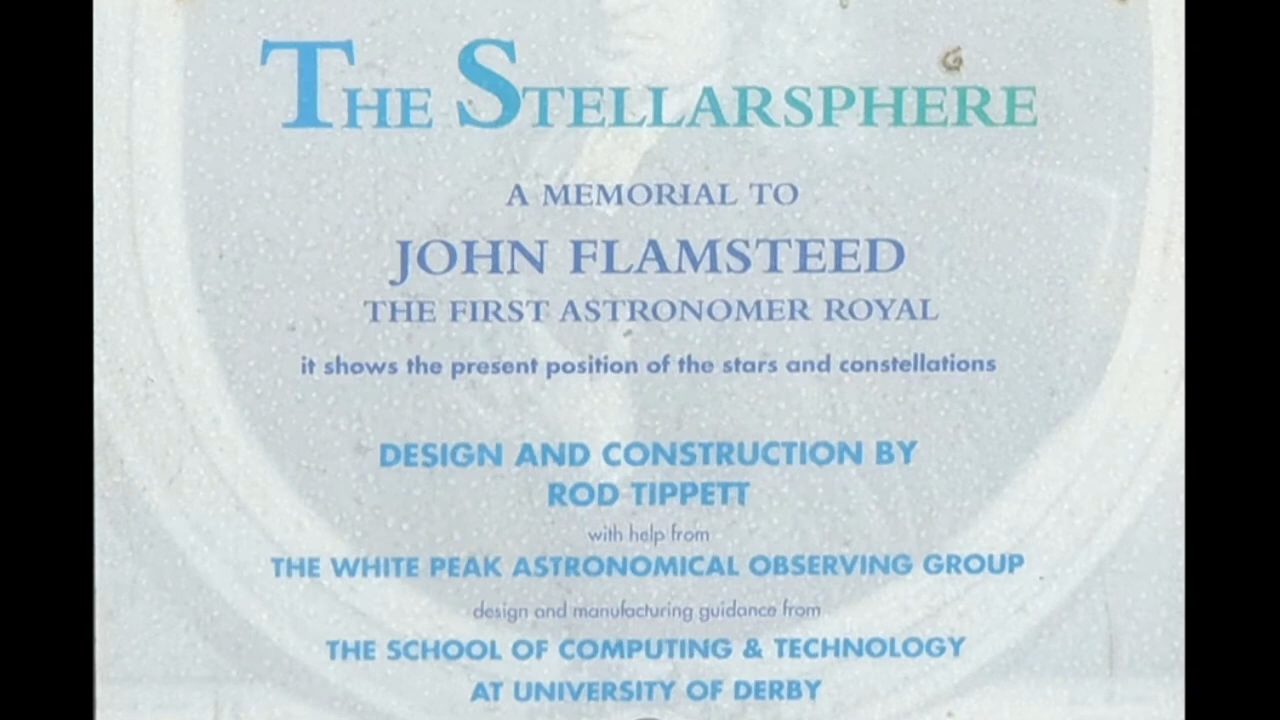 THE STELLARSPHERE
A MEMORIAL TO
JOHN FLAMSTEED
THE FIRST ASTRONOMER ROYAL
it shows the present position of the stars and constellations
DESIGN AND CONSTRUCTION BY
ROD TIPPETT
with help from
THE WHITE PEAK ASTRONOMICAL OBSERVING GROUP
design and manufacturing guidance from
THE SCHOOL OF COMPUTING & TECHNOLOGY
AT UNIVERSITY OF DERBY